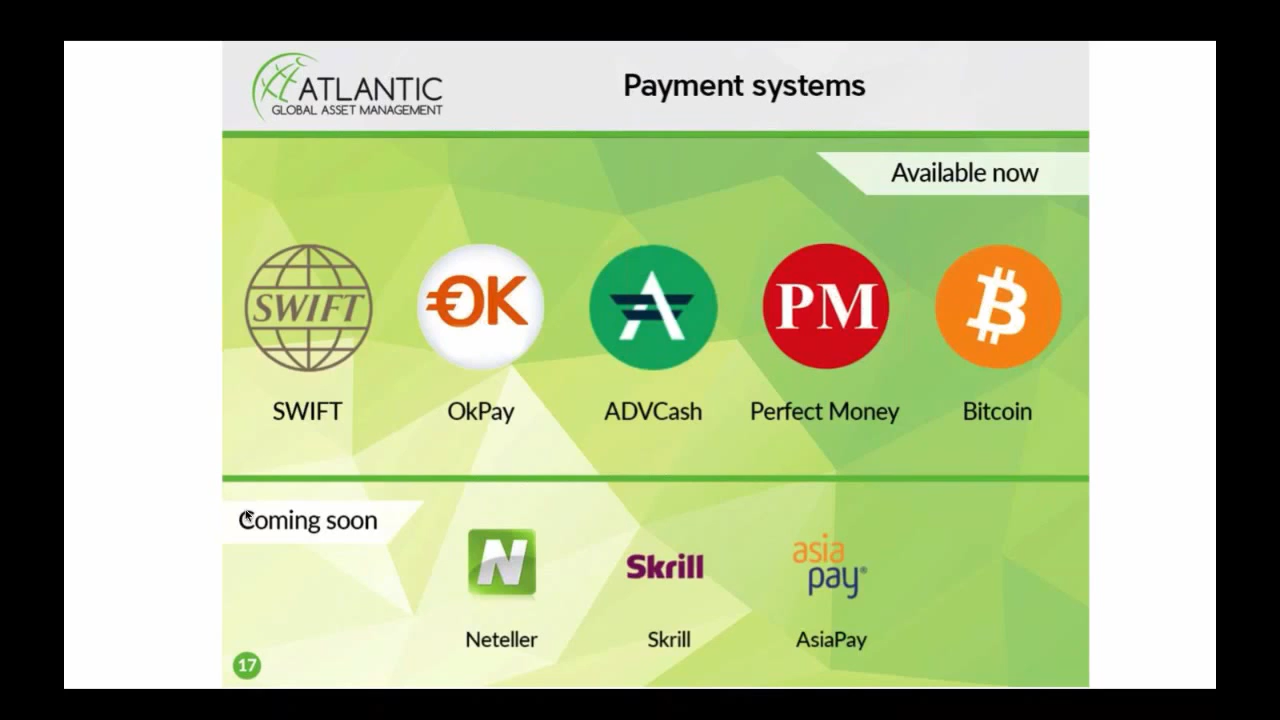 ATLANTIC
GLOBAL ASSET MANAGEMENT
Payment systems
Available now
SWIFT
€OK
A
PM
₿
SWIFT
OkPay
ADVCash
Perfect Money
Bitcoin
Coming soon
N
Skrill
asia
pay®
Neteller
Skrill
AsiaPay
17